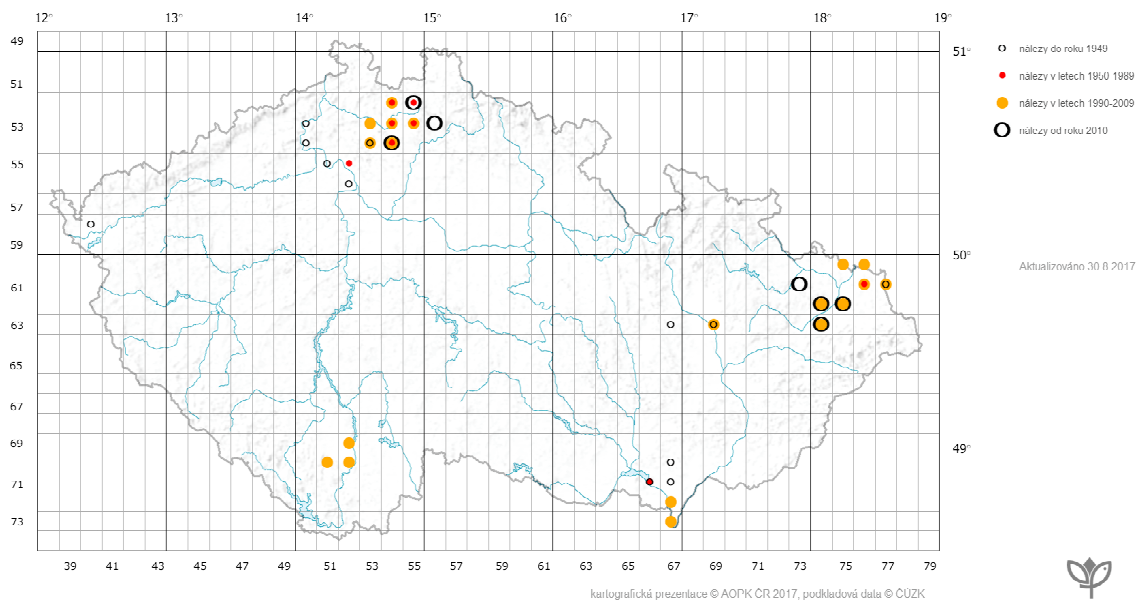 12° 13° 14° 15° 16° 17° 18° 19°
49
51°
nálezy do roku 1949
51
nálezy v letech 1950-1989
nálezy v letech 1990-2009
53
nálezy od roku 2010
55
57
59
50°
Aktualizováno 30.8.2017
61
63
65
67
69
49°
71
73
39 41 43 45 47 49 51 53 55 57 59 61 63 65 67 69 71 73 75 77 79
kartografická prezentace © AOPK ČR 2017, podkladová data © ČÚZK